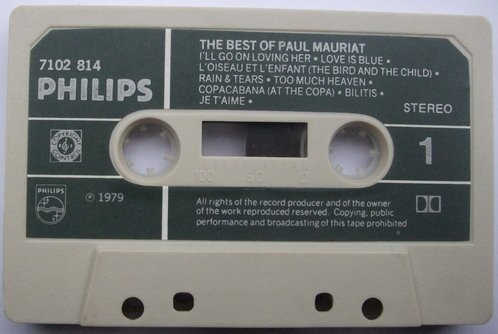 THE BEST OF PAUL MAURIAT
I'LL GO ON LOVING HER • LOVE IS BLUE •
L'OISEAU ET L'ENFANT (THE BIRD AND THE CHILD) •
RAIN & TEARS • TOO MUCH HEAVEN •
COPACABANA (AT THE COPA) • BILITIS •
JE T'AIME •
7102 814
PHILIPS
STEREO
COPYRIGHT
CONTROL
1
100 50 0
PHILIPS
℗ 1979
All rights of the record producer and of the owner
of the work reproduced reserved. Copying, public
performance and broadcasting of this tape prohibited